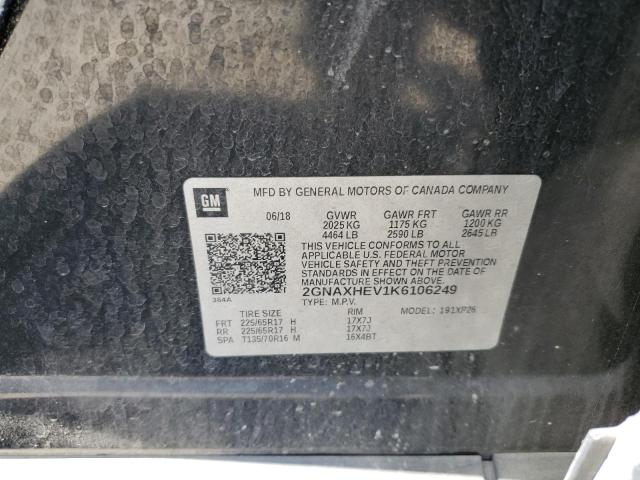 GM
MFD BY GENERAL MOTORS OF CANADA COMPANY
06/18 GVWR GAWR FRT GAWR RR
2025 KG 1175 KG 1200 KG
4464 LB 2590 LB 2645 LB
THIS VEHICLE CONFORMS TO ALL APPLICABLE
U.S. FEDERAL MOTOR
VEHICLE SAFETY AND THEFT PREVENTION
STANDARDS IN EFFECT ON THE DATE OF
MANUFACTURE SHOWN ABOVE.
2GNAXHEV1K6106249
384A
TYPE: M.P.V.
TIRE SIZE RIM MODEL: 191XP26
FRT 225/65R17 H 17X7J
RR 225/65R17 H 17X7J
SPA T135/70R16 M 16X4BT